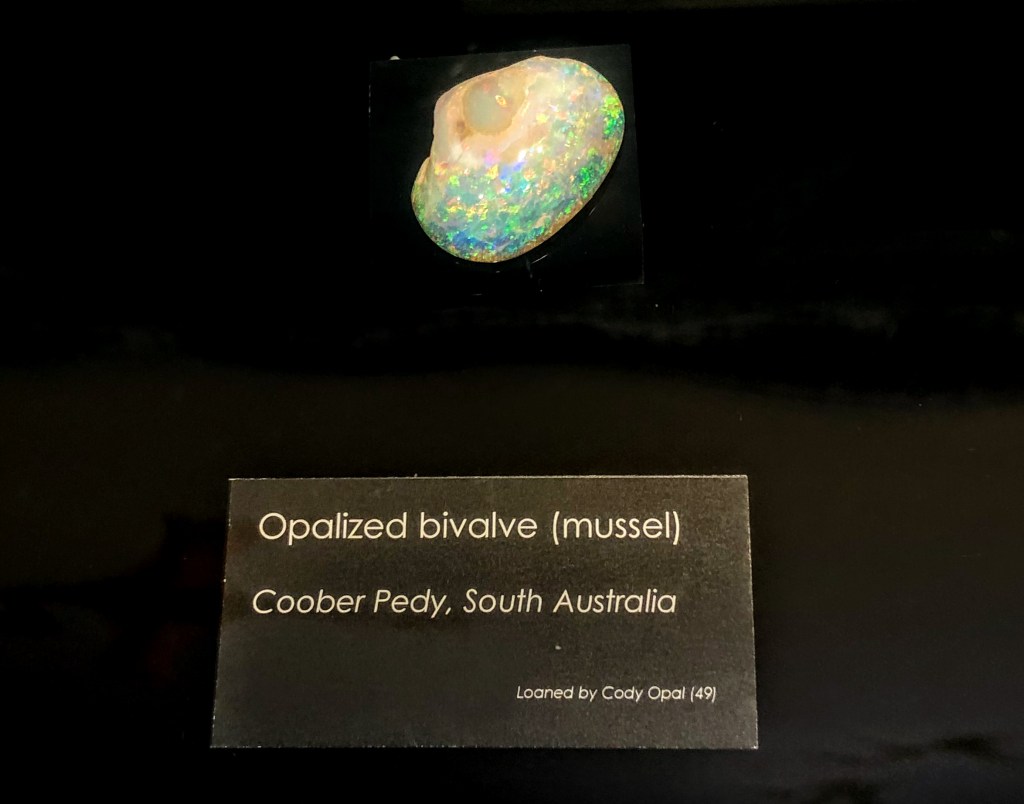 Opalized bivalve (mussel)
Coober Pedy, South Australia
Loaned by Cody Opal (49)